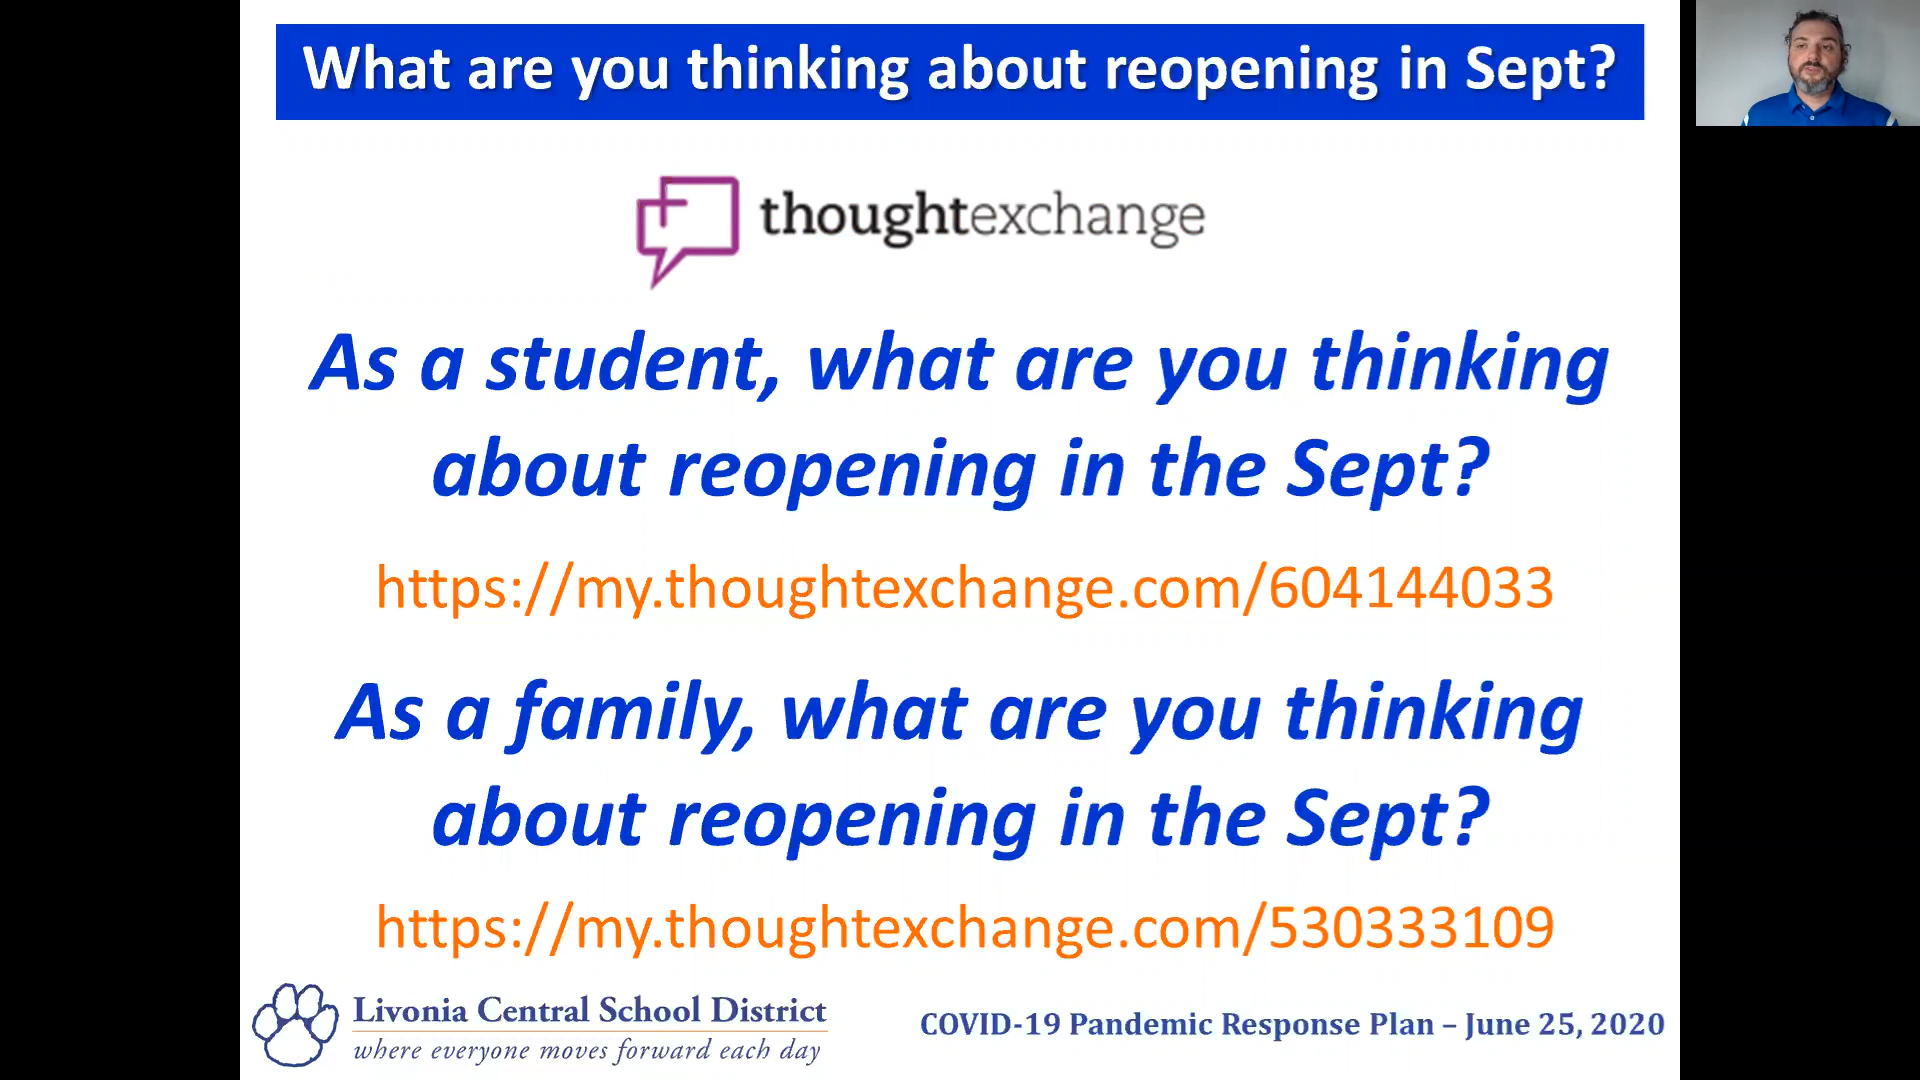 What are you thinking about reopening in Sept?
thoughtexchange
As a student, what are you thinking
about reopening in the Sept?
https://my.thoughtexchange.com/604144033
As a family, what are you thinking
about reopening in the Sept?
https://my.thoughtexchange.com/530333109
Livonia Central School District
where everyone moves forward each day
COVID-19 Pandemic Response Plan – June 25, 2020